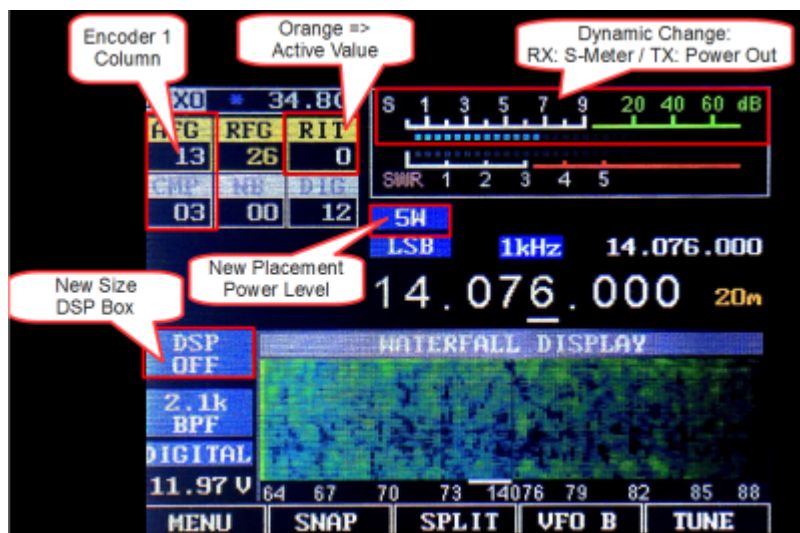 Encoder 1
Column
Orange =>
Active Value
Dynamic Change:
RX: S-Meter / TX: Power Out
34.80
S 1 3 5 7 9 20 40 60 dB
AFG RFG RIT
13 26 0
SWR 1 2 3 4 5
CMP NB DIG
03 00 12
5W
LSB 1kHz 14.076.000
New Placement
Power Level
14.076.000 20m
New Size
DSP Box
DSP
OFF
WATERFALL DISPLAY
2.1k
BPF
DIGITAL
11.97 V
64 67 70 73 14076 79 82 85 88
MENU SNAP SPLIT VFO B TUNE